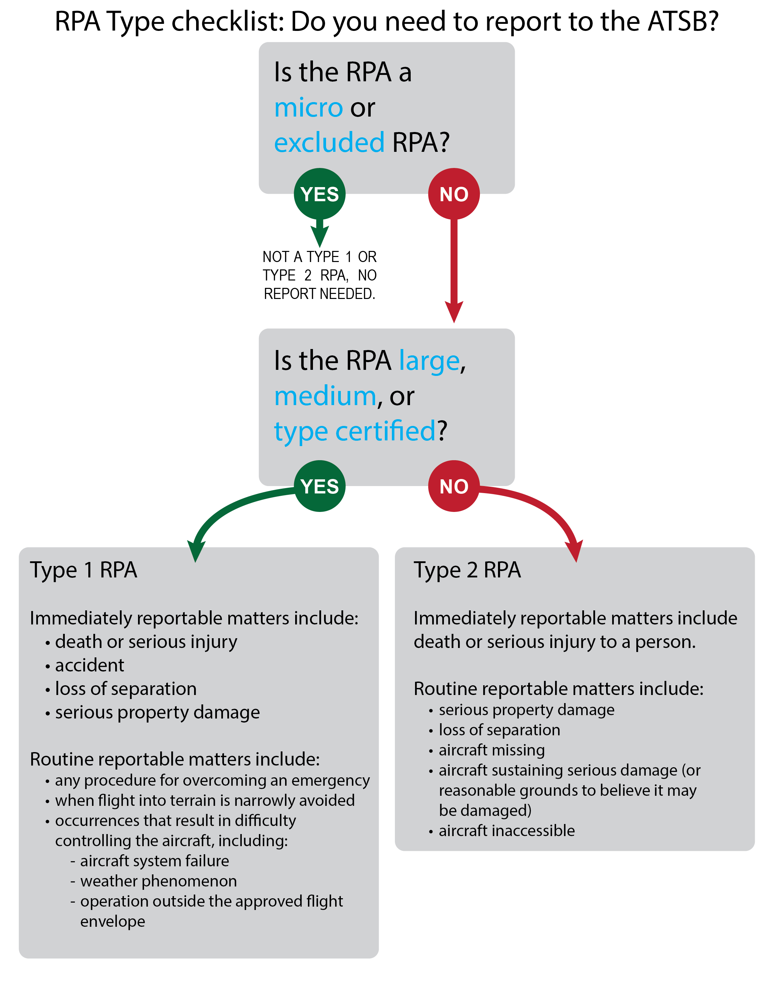 RPA Type checklist: Do you need to report to the ATSB?
Is the RPA a
micro or
excluded RPA?
YES
NO
NOT A TYPE 1 OR
TYPE 2 RPA, NO
REPORT NEEDED.
Is the RPA large,
medium, or
type certified?
YES
NO
Type 1 RPA
Immediately reportable matters include:
• death or serious injury
• accident
• loss of separation
• serious property damage
Routine reportable matters include:
• any procedure for overcoming an emergency
• when flight into terrain is narrowly avoided
• occurrences that result in difficulty
controlling the aircraft, including:
- aircraft system failure
- weather phenomenon
- operation outside the approved flight
envelope
Type 2 RPA
Immediately reportable matters include
death or serious injury to a person.
Routine reportable matters include:
• serious property damage
• loss of separation
• aircraft missing
• aircraft sustaining serious damage (or
reasonable grounds to believe it may
be damaged)
• aircraft inaccessible